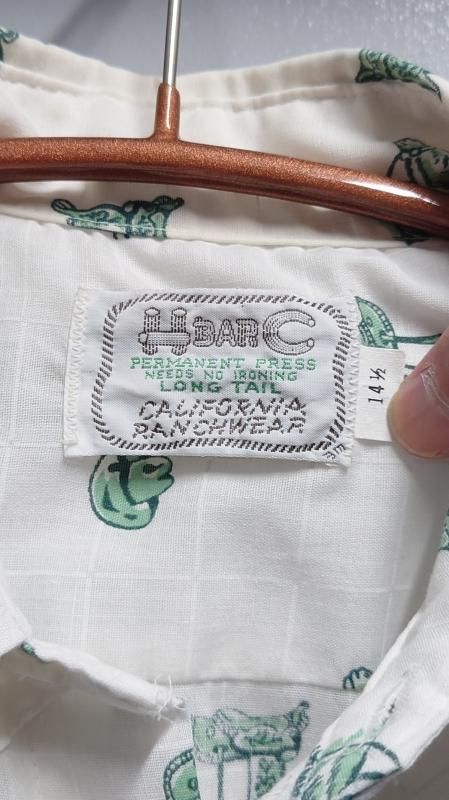 H BAR C
PERMANENT PRESS
NEEDS NO IRONING
LONG TAIL
CALIFORNIA
RANCHWEAR
14½